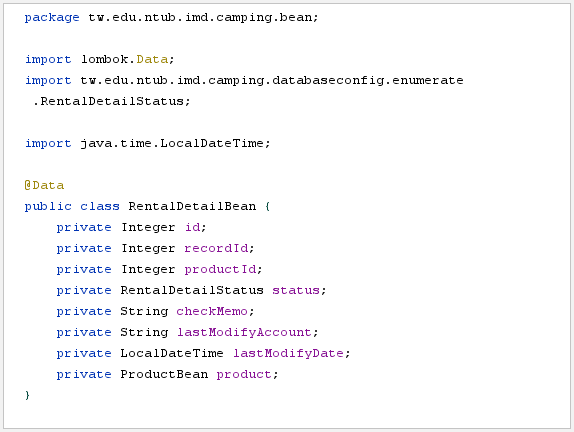 package tw.edu.ntub.imd.camping.bean;
import lombok.Data;
import tw.edu.ntub.imd.camping.databaseconfig.enumerate
.RentalDetailStatus;
import java.time.LocalDateTime;
@Data
public class RentalDetailBean {
private Integer id;
private Integer recordId;
private Integer productId;
private RentalDetailStatus status;
private String checkMemo;
private String lastModifyAccount;
private LocalDateTime lastModifyDate;
private ProductBean product;
}